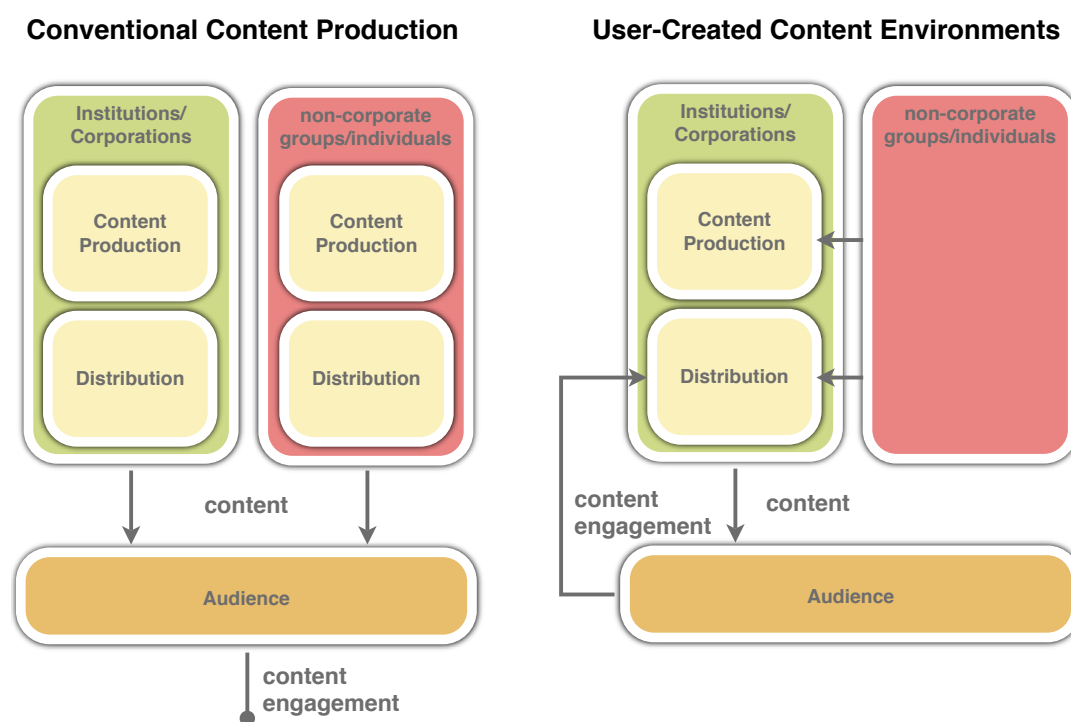 Conventional Content Production
Institutions/
Corporations
non-corporate
groups/individuals
Content
Production
Content
Production
Distribution
Distribution
content
Audience
content
engagement
User-Created Content Environments
Institutions/
Corporations
non-corporate
groups/individuals
Content
Production
Distribution
content
engagement
content
Audience